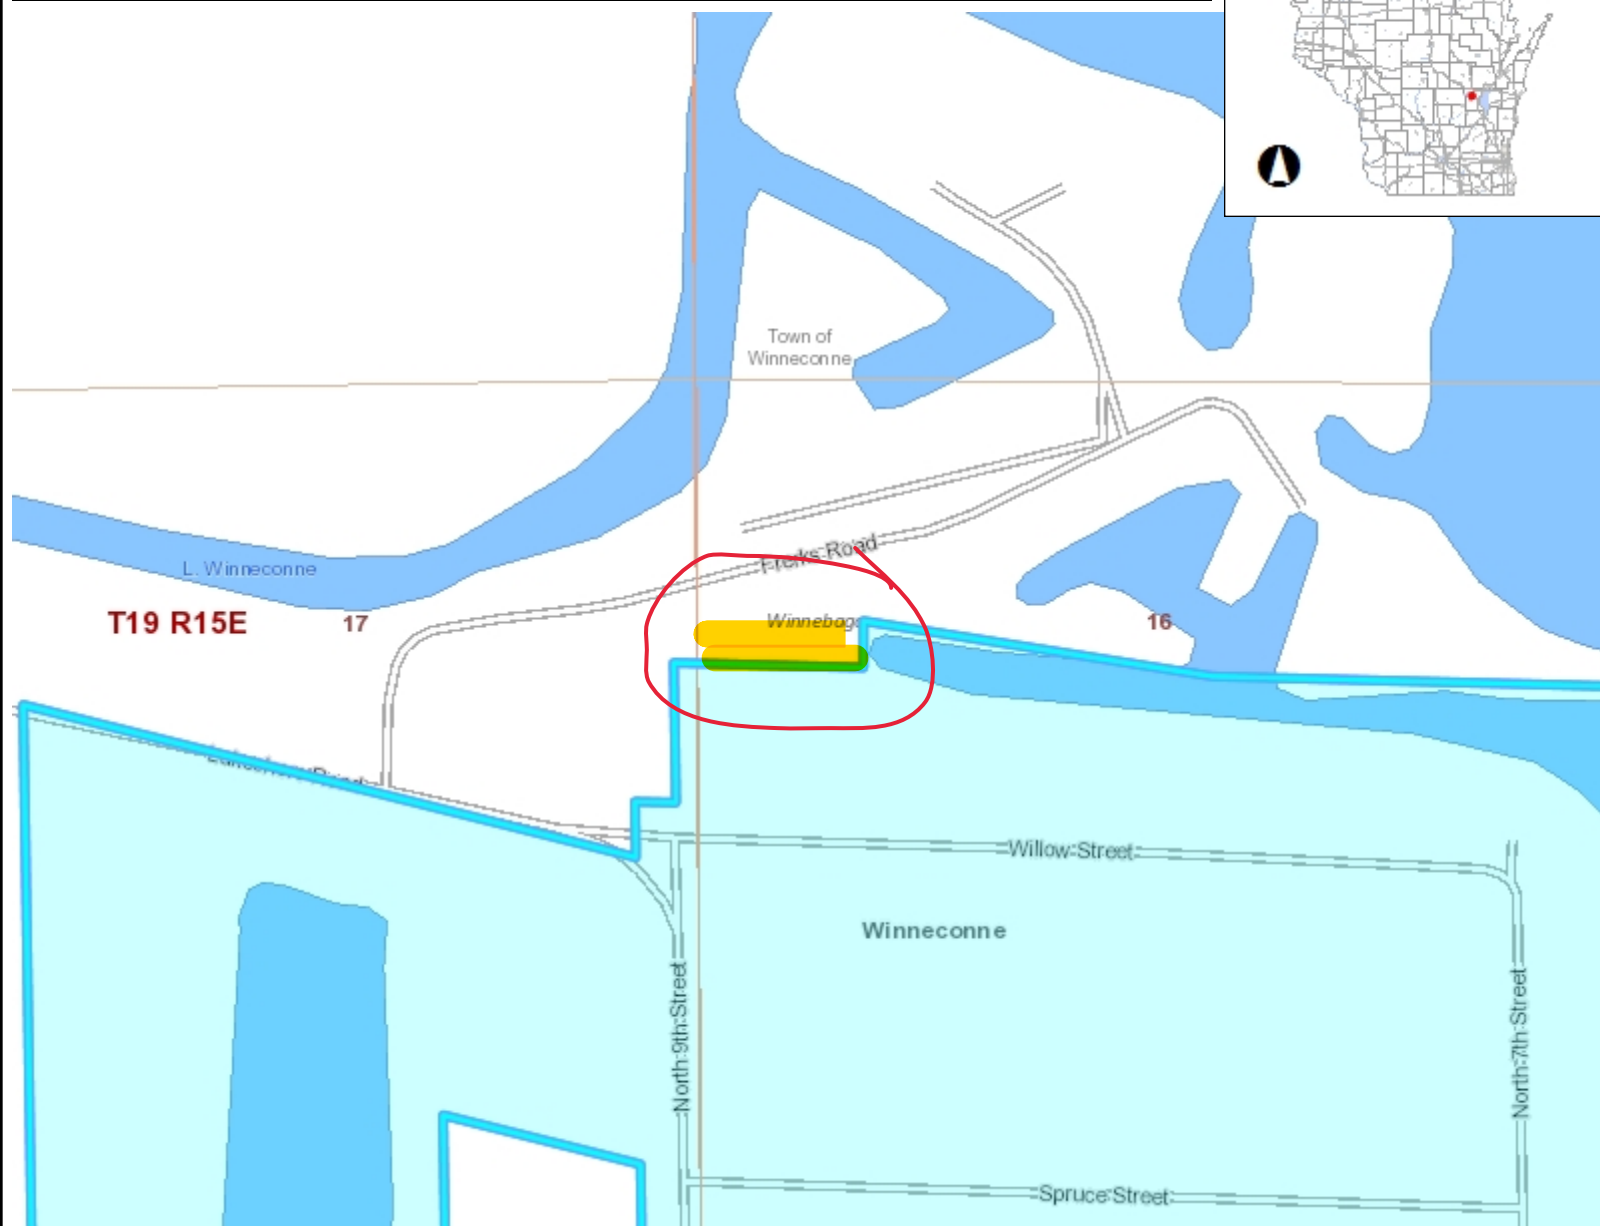 Town of
Winneconne
Frerks Road
L. Winneconne
T19 R15E
17
16
Willow Street
Winneconne
North 9th Street
North 7th Street
Spruce Street